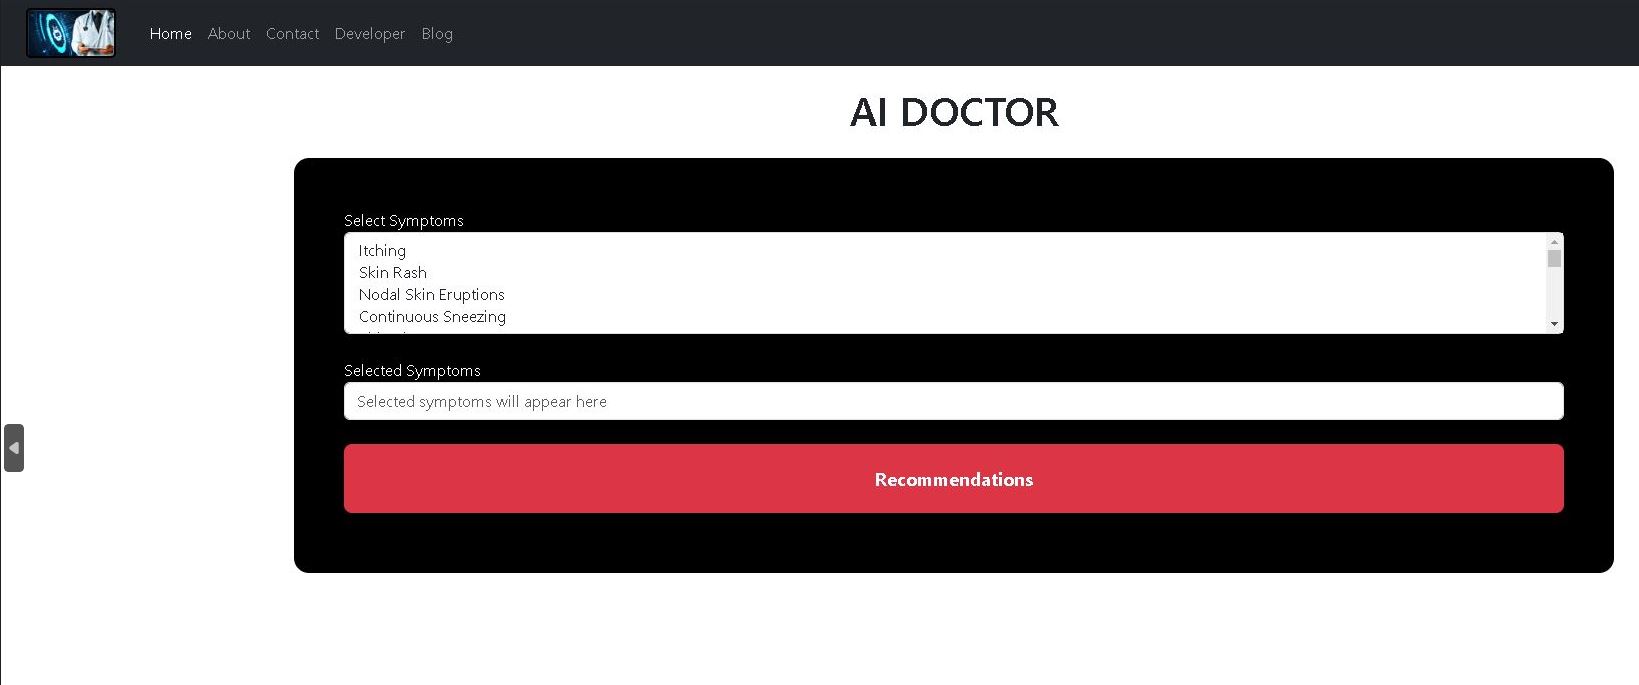 Home About Contact Developer Blog
AI DOCTOR
Select Symptoms
Itching
Skin Rash
Nodal Skin Eruptions
Continuous Sneezing
Selected Symptoms
Selected symptoms will appear here
Recommendations